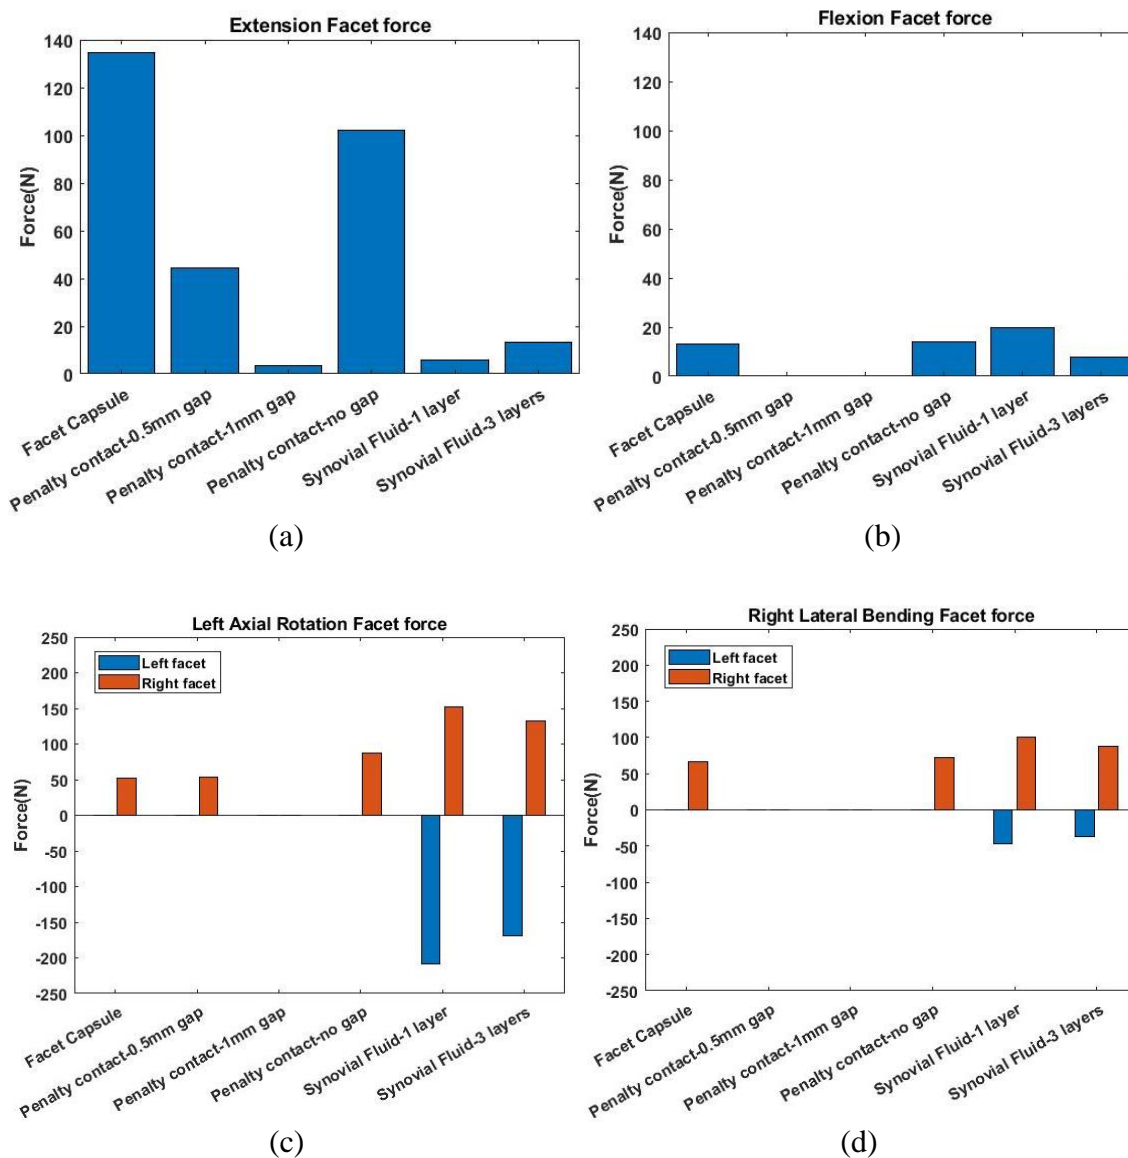 Extension Facet force
140
120
100
80
60
40
20
0
Force(N)
Facet Capsule
Penalty contact-0.5mm gap
Penalty contact-1mm gap
Penalty contact-no gap
Synovial Fluid-1 layer
Synovial Fluid-3 layers
(a)
Flexion Facet force
140
120
100
80
60
40
20
0
Force(N)
Facet Capsule
Penalty contact-0.5mm gap
Penalty contact-1mm gap
Penalty contact-no gap
Synovial Fluid-1 layer
Synovial Fluid-3 layers
(b)
Left Axial Rotation Facet force
250
200
150
100
50
0
-50
-100
-150
-200
-250
Force(N)
Left facet
Right facet
Facet Capsule
Penalty contact-0.5mm gap
Penalty contact-1mm gap
Penalty contact-no gap
Synovial Fluid-1 layer
Synovial Fluid-3 layers
(c)
Right Lateral Bending Facet force
250
200
150
100
50
0
-50
-100
-150
-200
-250
Force(N)
Left facet
Right facet
Facet Capsule
Penalty contact-0.5mm gap
Penalty contact-1mm gap
Penalty contact-no gap
Synovial Fluid-1 layer
Synovial Fluid-3 layers
(d)